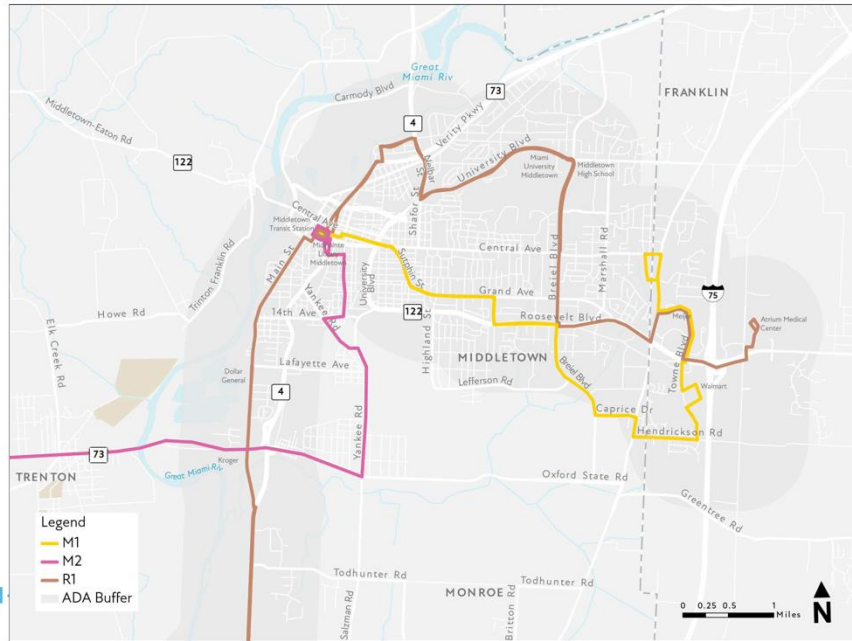 Great
Miami Riv
Carmody Blvd
73
FRANKLIN
Middletown-Eaton Rd
4
Verity Pkwy
122
Melbar
St
University Blvd
Miami
University
Middletown
Middletown
High School
Shafor St
Central Ave
Middletown
Transit Station
Middletown
Trinton Franklin Rd
Main St
Sutphin St
Central Ave
Breiel Blvd
Marshall Rd
University
Blvd
Grand Ave
75
Yankee Rd
Howe Rd
14th Ave
122
Roosevelt Blvd
Meijer
Atrium Medical
Center
Elk Creek Rd
Highland St
MIDDLETOWN
Towne Blvd
Dollar
General
Lafayette Ave
Breiel Blvd
Lefferson Rd
Walmart
4
Caprice Dr
Yankee Rd
Hendrickson Rd
73
Kroger
TRENTON
Great Miami Riv
Oxford State Rd
Greentree Rd
Legend
M1
M2
R1
ADA Buffer
Todhunter Rd
Todhunter Rd
MONROE
Salzman Rd
Britton Rd
N
0 0.25 0.5 1
Miles